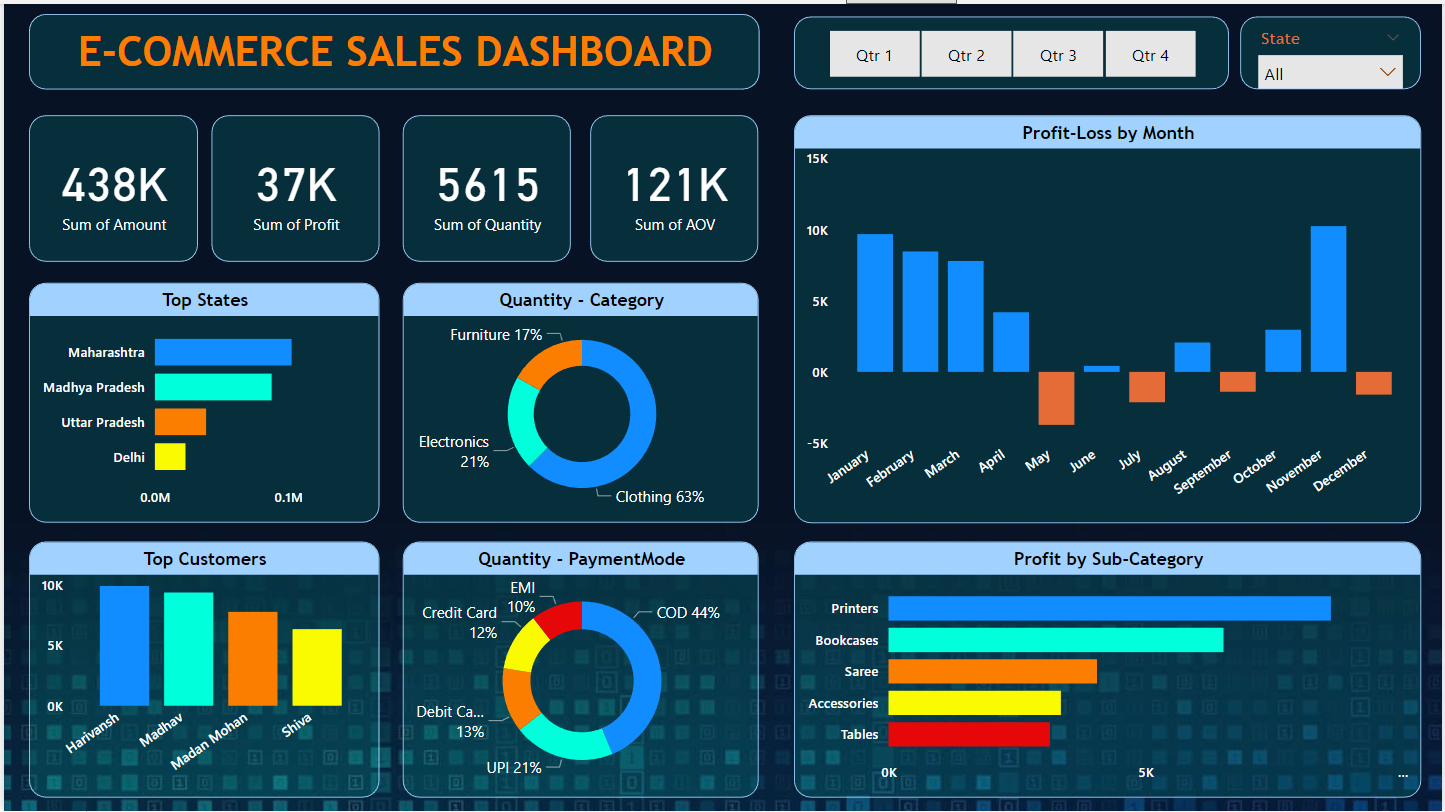 E-COMMERCE SALES DASHBOARD
Qtr 1
Qtr 2
Qtr 3
Qtr 4
State
All
438K
Sum of Amount
37K
Sum of Profit
5615
Sum of Quantity
121K
Sum of AOV
Profit-Loss by Month
15K
10K
5K
0K
-5K
January
February
March
April
May
June
July
August
September
October
November
December
Top States
Maharashtra
Madhya Pradesh
Uttar Pradesh
Delhi
0.0M
0.1M
Quantity - Category
Furniture 17%
Electronics
21%
Clothing 63%
Top Customers
10K
5K
0K
Harivansh
Madhav
Madan Mohan
Shiva
Quantity - PaymentMode
EMI
10%
Credit Card
12%
COD 44%
Debit Ca...
13%
UPI 21%
Profit by Sub-Category
Printers
Bookcases
Saree
Accessories
Tables
0K
5K
...